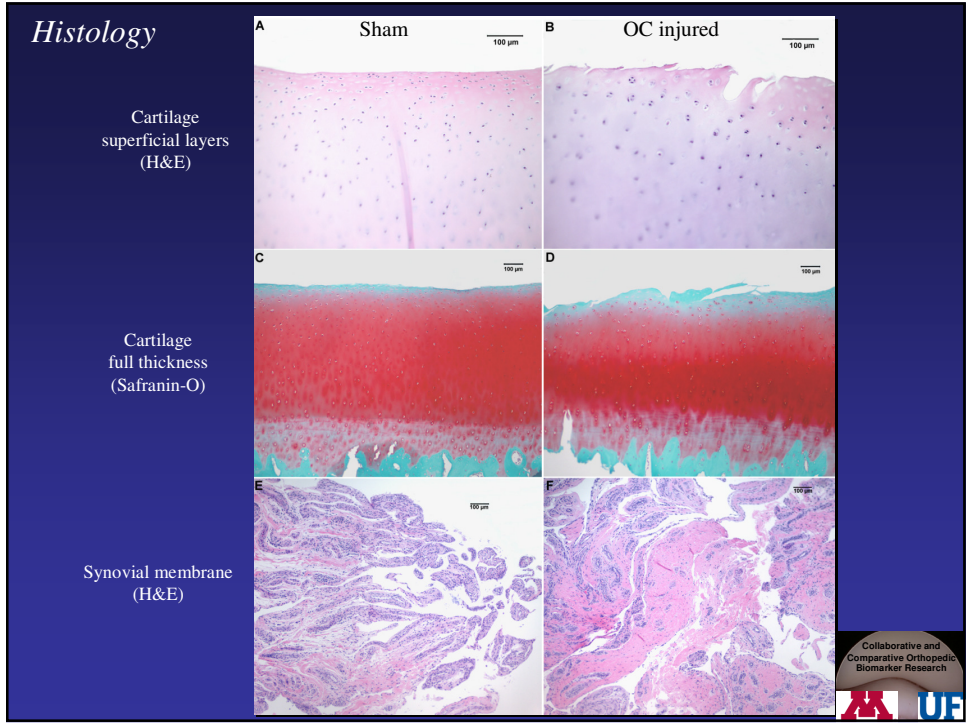 Histology
A
Sham
100 µm
B
OC injured
100 µm
Cartilage
superficial layers
(H&E)
C
100 µm
D
100 µm
Cartilage
full thickness
(Safranin-O)
E
100 µm
F
100 µm
Synovial membrane
(H&E)
Collaborative and
Comparative Orthopedic
Biomarker Research
M UF